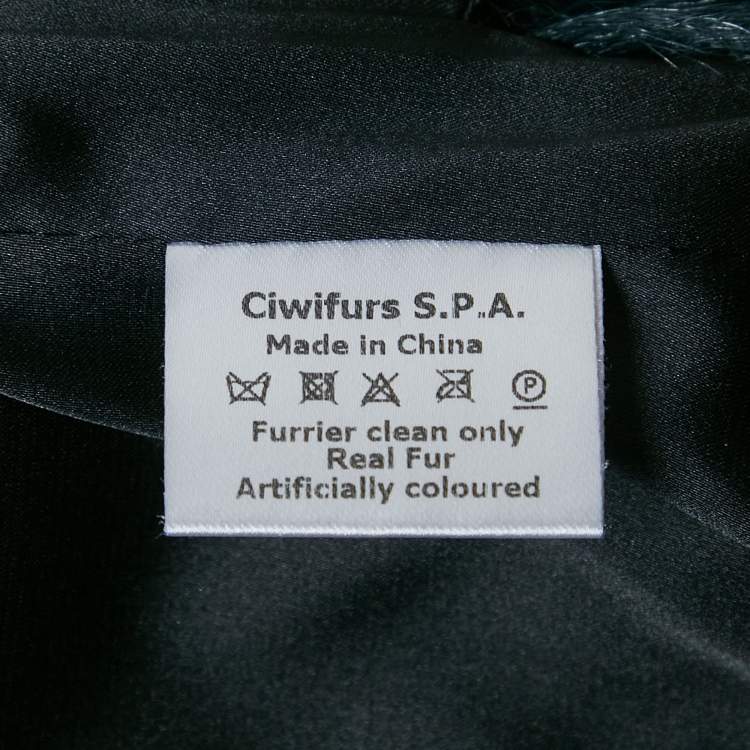 Ciwifurs S.P.A.
Made in China
P
Furrier clean only
Real Fur
Artificially coloured